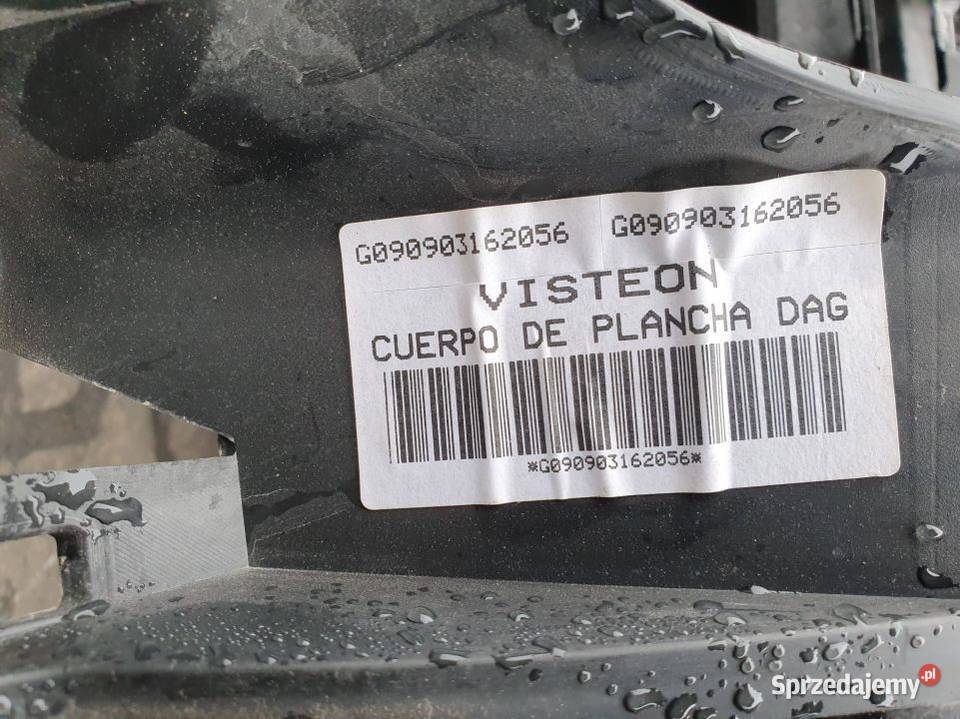 G090903162056 G090903162056
VISTEON
CUERPO DE PLANCHA DAG
*G090903162056*
Sprzedajemy.pl